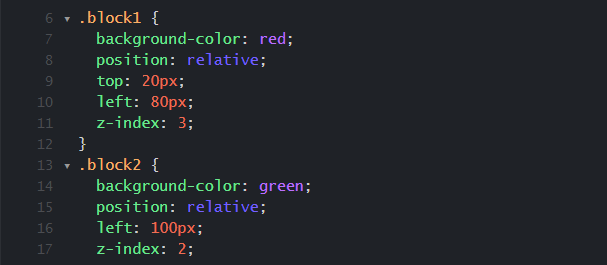 6 .block1 {
7 background-color: red;
8 position: relative;
9 top: 20px;
10 left: 80px;
11 z-index: 3;
12 }
13 .block2 {
14 background-color: green;
15 position: relative;
16 left: 100px;
17 z-index: 2;